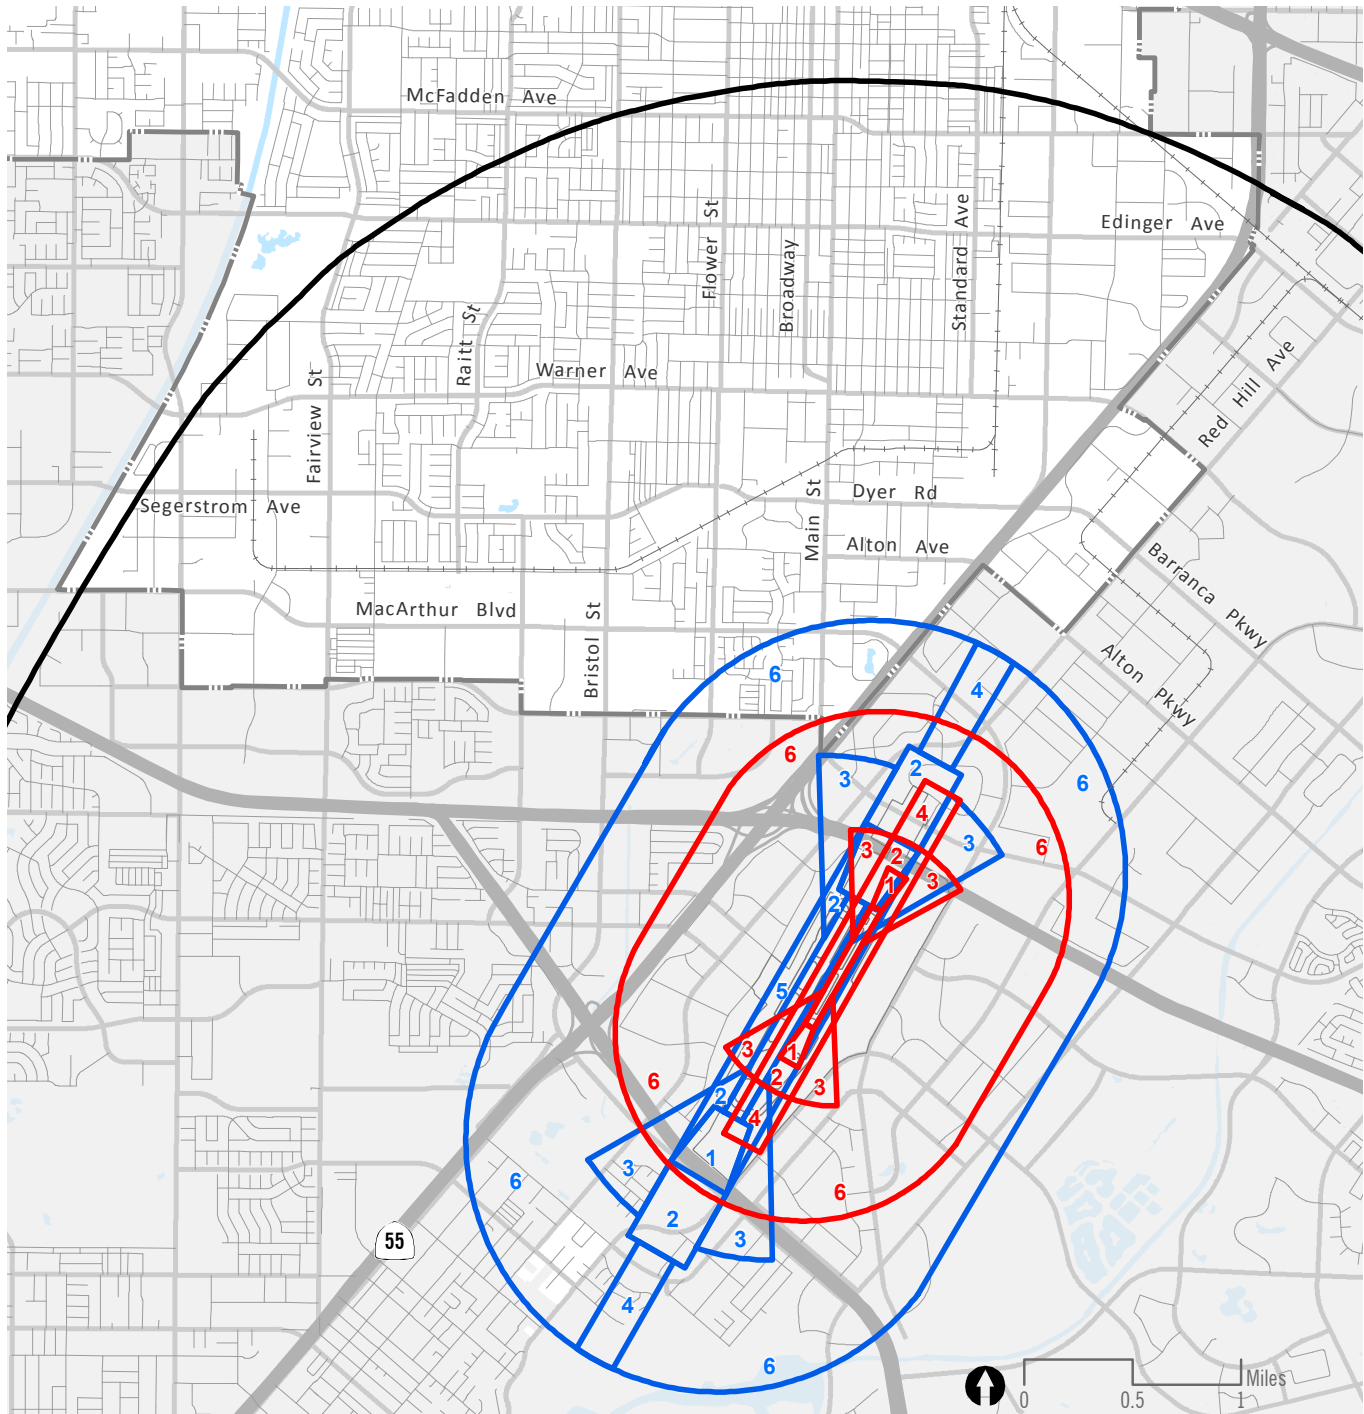 McFadden Ave
Edinger Ave
Flower St
Broadway
Standard Ave
Raitt St
Warner Ave
Fairview St
Red Hill Ave
Segerstrom Ave
Main St
Dyer Rd
Alton Ave
Barranca Pkwy
MacArthur Blvd
Bristol St
Alton Pkwy
6
4
6
2
3
6
4
3
3
2
6
3
1
2
5
3
1
2
3
6
2
4
1
3
6
6
2
3
55
4
6
Miles
0
0.5
1